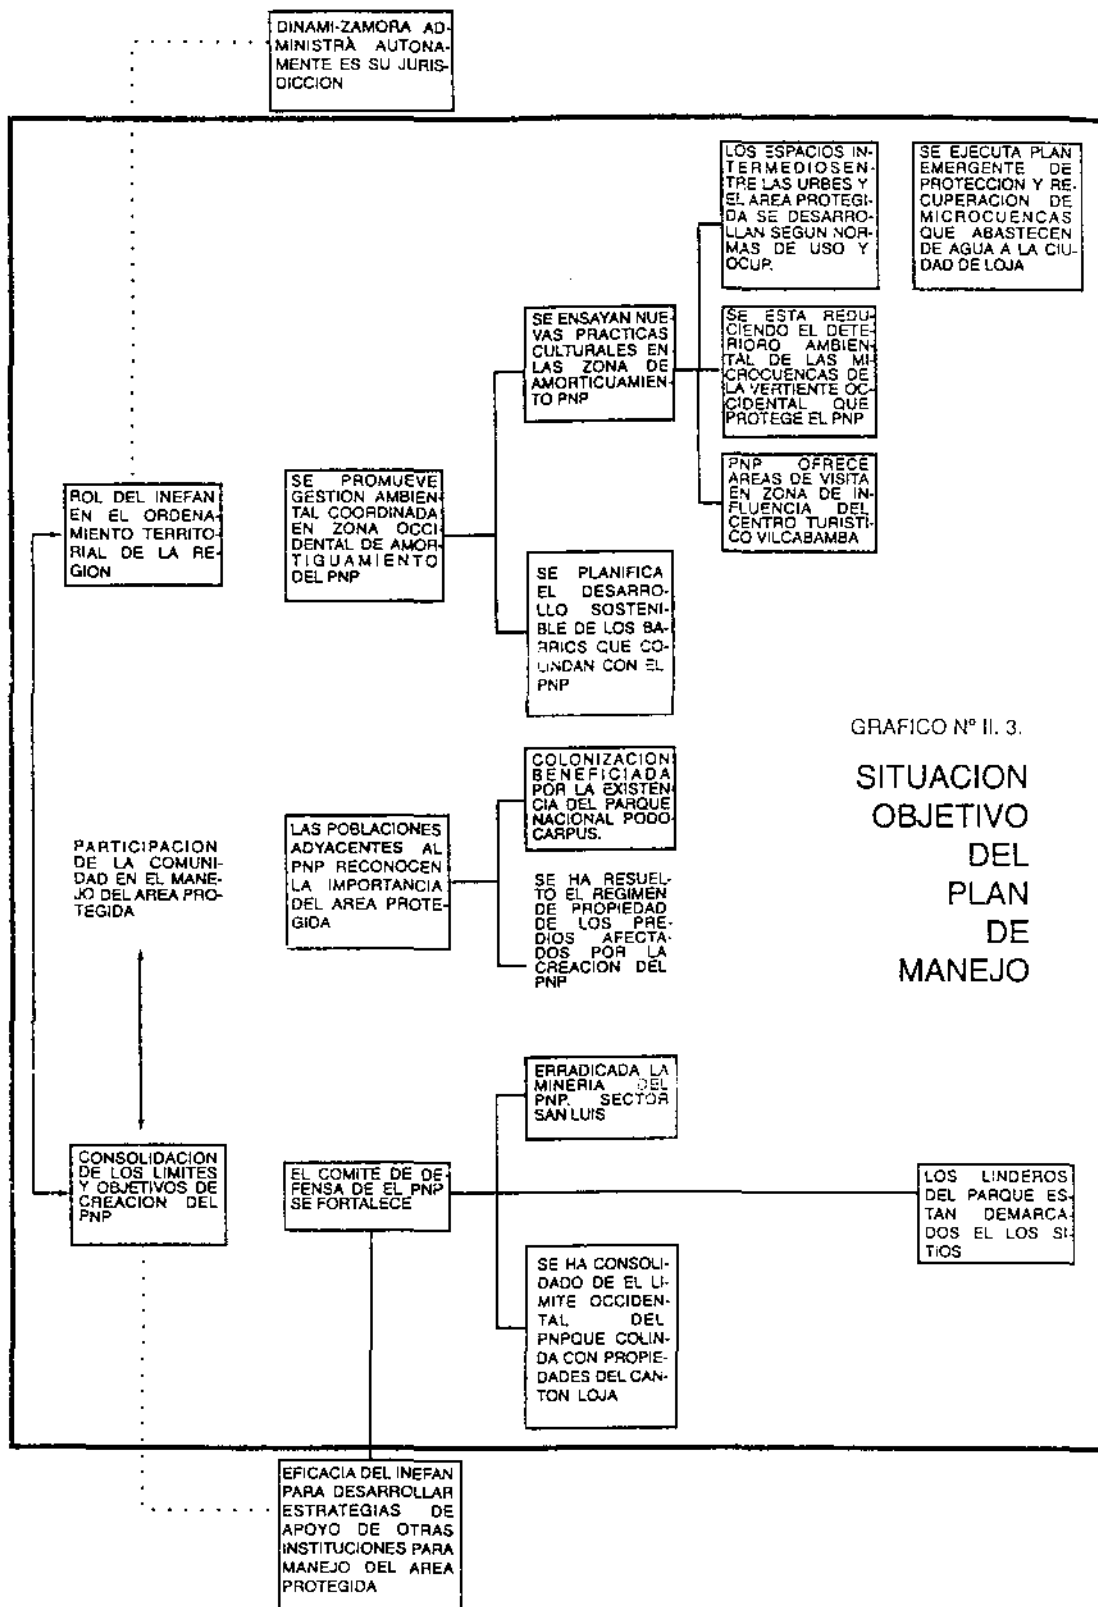 DINAMI-ZAMORA AD-
MINISTRA AUTONA-
MENTE ES SU JURIS-
DICCION
LOS ESPACIOS IN-
TERMEDIOSEN-
TRE LAS URBES Y
EL AREA PROTEGI-
DA SE DESARRO-
LLAN SEGUN NOR-
MAS DE USO Y
OCUP.
SE EJECUTA PLAN
EMERGENTE DE
PROTECCION Y RE-
CUPERACION DE
MICROCUENCAS
QUE ABASTECEN
DE AGUA A LA CIU-
DAD DE LOJA
SE ENSAYAN NUE-
VAS PRACTICAS
CULTURALES EN
LAS ZONA DE
AMORTICUAMIEN-
TO PNP
SE ESTA REDU-
CIENDO EL DETE-
RIORO AMBIEN-
TAL DE LAS MI-
CROCUENCAS DE
LA VERTIENTE OC-
CIDENTAL QUE
PROTEGE EL PNP
PNP OFRECE
AREAS DE VISITA
EN ZONA DE IN-
FLUENCIA DEL
CENTRO TURISTI-
CO VILCABAMBA
ROL DEL INEFAN
EN EL ORDENA-
MIENTO TERRITO-
RIAL DE LA RE-
GION
SE PROMUEVE
GESTION AMBIEN-
TAL COORDINADA
EN ZONA OCCI-
DENTAL DE AMOR-
TIGUAMIENTO
DEL PNP
SE PLANIFICA
EL DESARRO-
LLO SOSTENI-
BLE DE LOS BA-
RRIOS QUE CO-
LINDAN CON EL
PNP
GRAFICO Nº II. 3.
SITUACION
OBJETIVO
DEL
PLAN
DE
MANEJO
COLONIZACION
BENEFICIADA
POR LA EXISTEN-
CIA DEL PARQUE
NACIONAL PODO-
CARPUS.
LAS POBLACIONES
ADYACENTES AL
PNP RECONOCEN
LA IMPORTANCIA
DEL AREA PROTE-
GIDA
SE HA RESUEL-
TO EL REGIMEN
DE PROPIEDAD
DE LOS PRE-
DIOS AFECTA-
DOS POR LA
CREACION DEL
PNP
PARTICIPACION
DE LA COMUNI-
DAD EN EL MANE-
JO DEL AREA PRO-
TEGIDA
ERRADICADA LA
MINERIA DEL
PNP. SECTOR
SAN LUIS
CONSOLIDACION
DE LOS LIMITES
Y OBJETIVOS DE
CREACION DEL
PNP
EL COMITE DE DE-
FENSA DE EL PNP
SE FORTALECE
LOS LINDEROS
DEL PARQUE ES-
TAN DEMARCA-
DOS EL LOS SI-
TIOS
SE HA CONSOLI-
DADO DE EL LI-
MITE OCCIDEN-
TAL DEL
PNPQUE COLIN-
DA CON PROPIE-
DADES DEL CAN-
TON LOJA
EFICACIA DEL INEFAN
PARA DESARROLLAR
ESTRATEGIAS DE
APOYO DE OTRAS
INSTITUCIONES PARA
MANEJO DEL AREA
PROTEGIDA